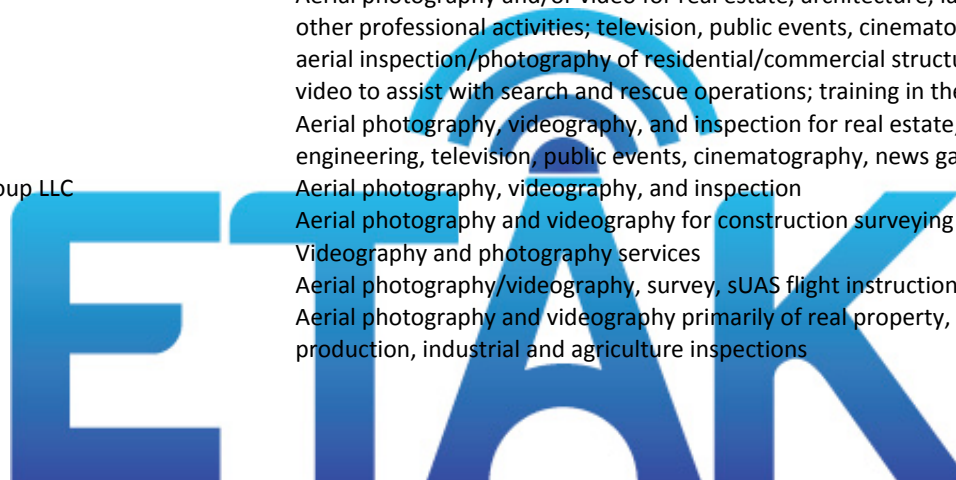 Aerial photography and/or video for real estate, architecture,
other professional activities; television, public events,
aerial inspection/photography of residential/commercial
video to assist with search and rescue operations; training in the
Aerial photography, videography, and inspection for real estate,
engineering, television, public events, cinematography, news
oup LLC Aerial photography, videography, and inspection
Aerial photography and videography for construction surveying
Videography and photography services
Aerial photography/videography, survey, sUAS flight instruction
Aerial photography and videography primarily of real property,
production, industrial and agriculture inspections
ETAK